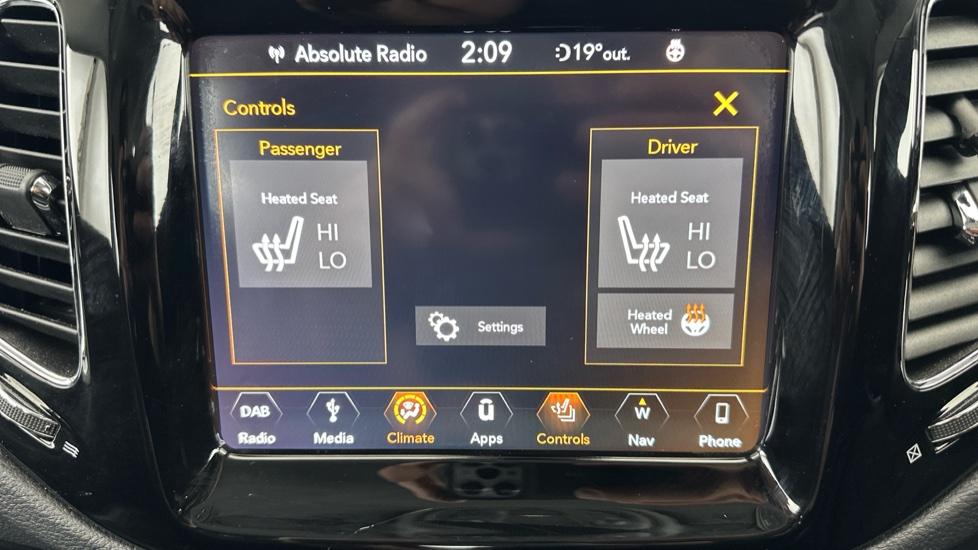 Absolute Radio 2:09 19°out.
Controls
Passenger
Heated Seat
HI
LO
Driver
Heated Seat
HI
LO
Heated
Wheel
Settings
DAB
Radio
Media
Climate
ū
Apps
Controls
W
Nav
Phone